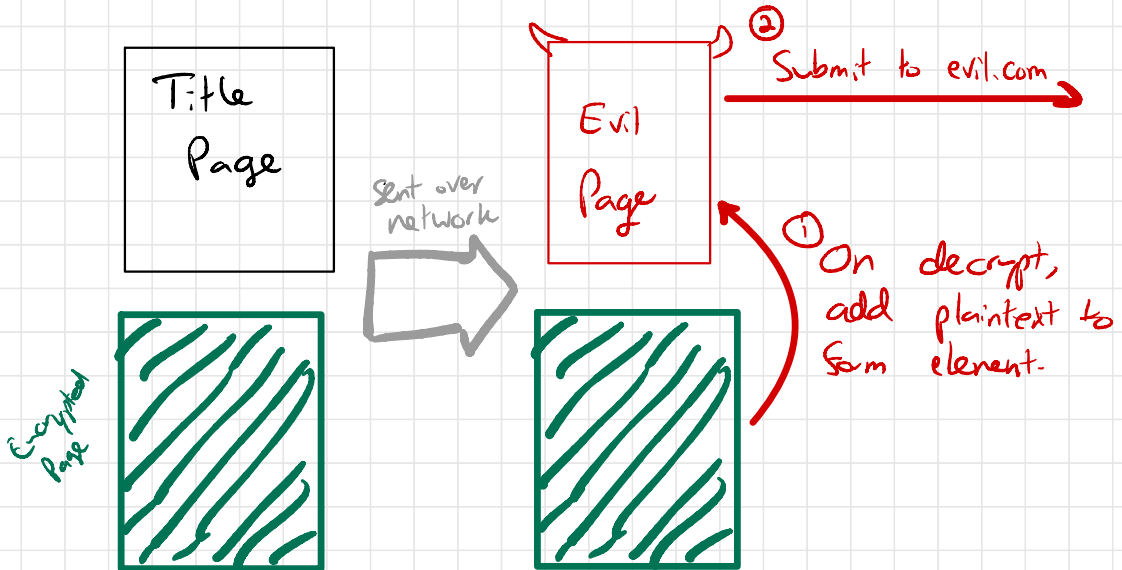 Title
Page
Encrypted
Page
Sent over
network
Evil
Page
②
Submit to evil.com
①
On decrypt,
add plaintext to
form element.